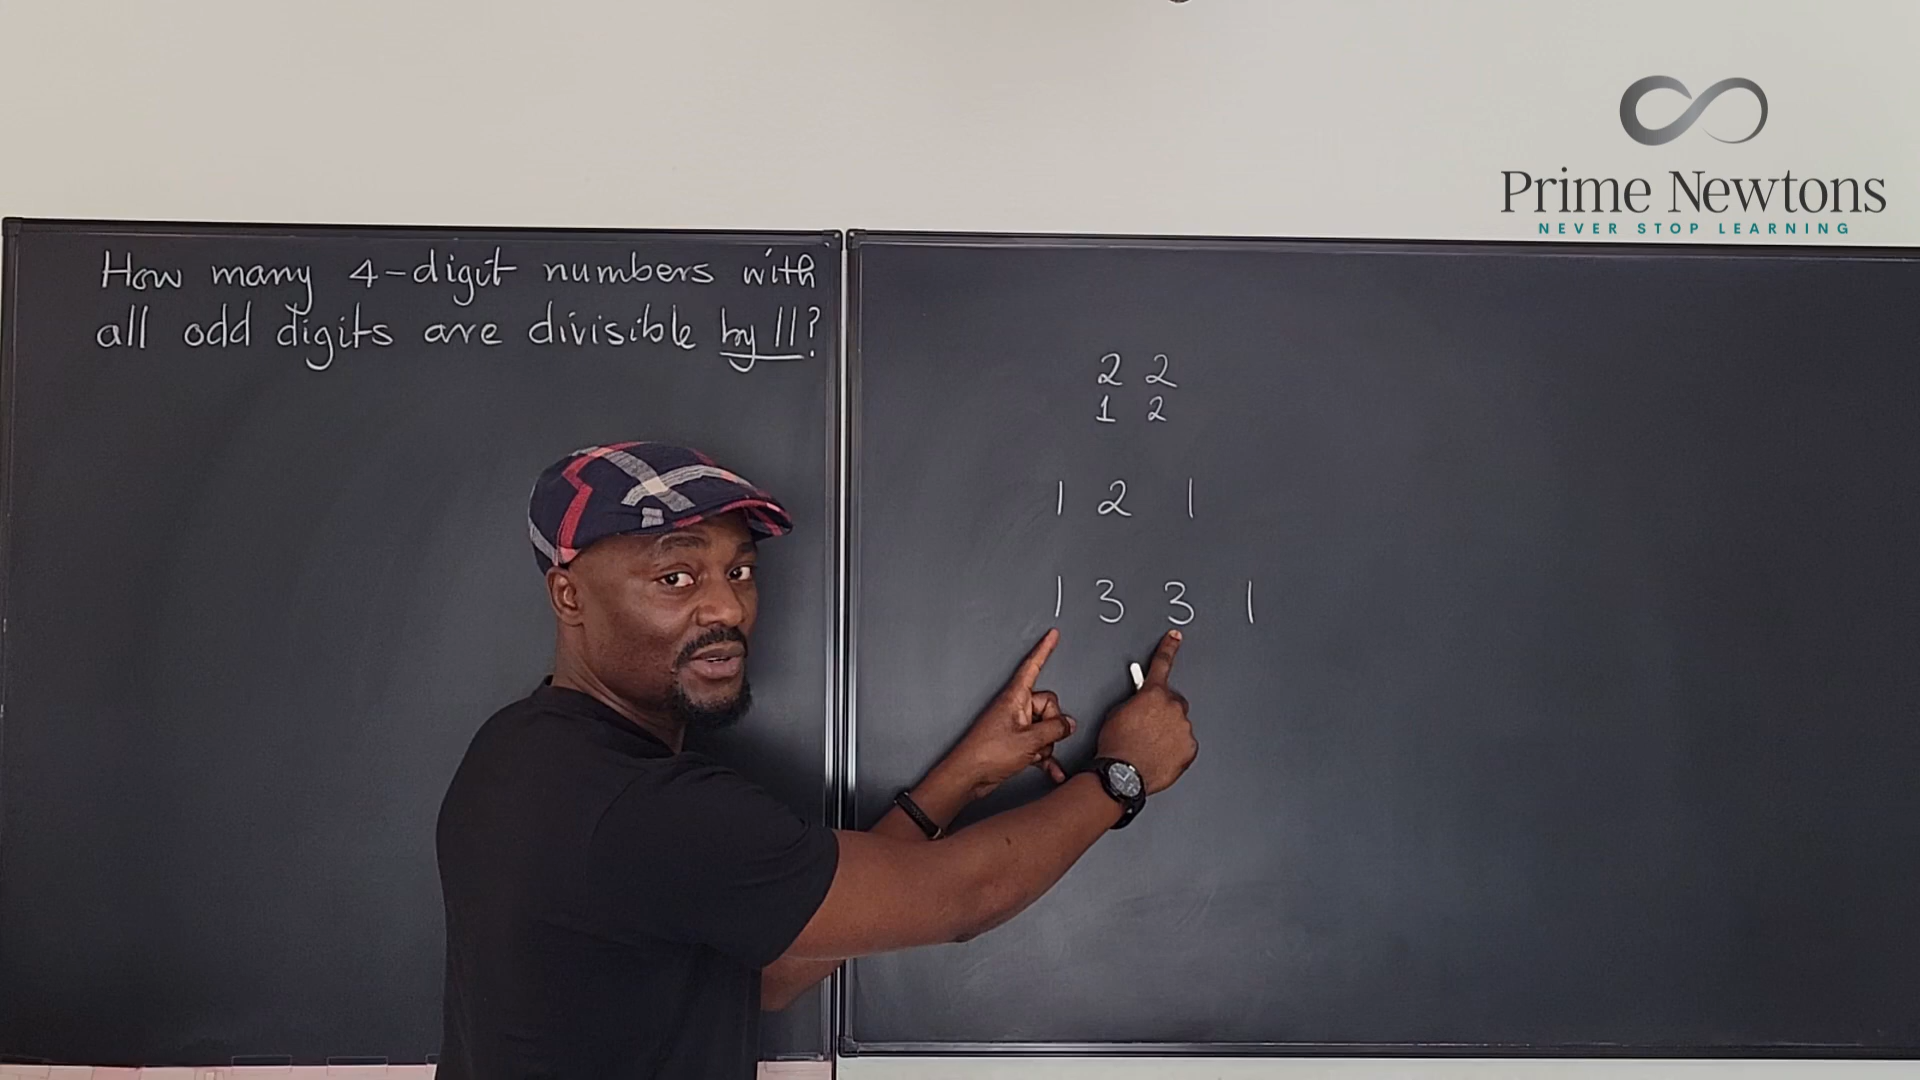 Prime Newtons
NEVER STOP LEARNING
How many 4-digit numbers with
all odd digits are divisible by 11?
2 2
1 2
1 2 1
1 3 3 1